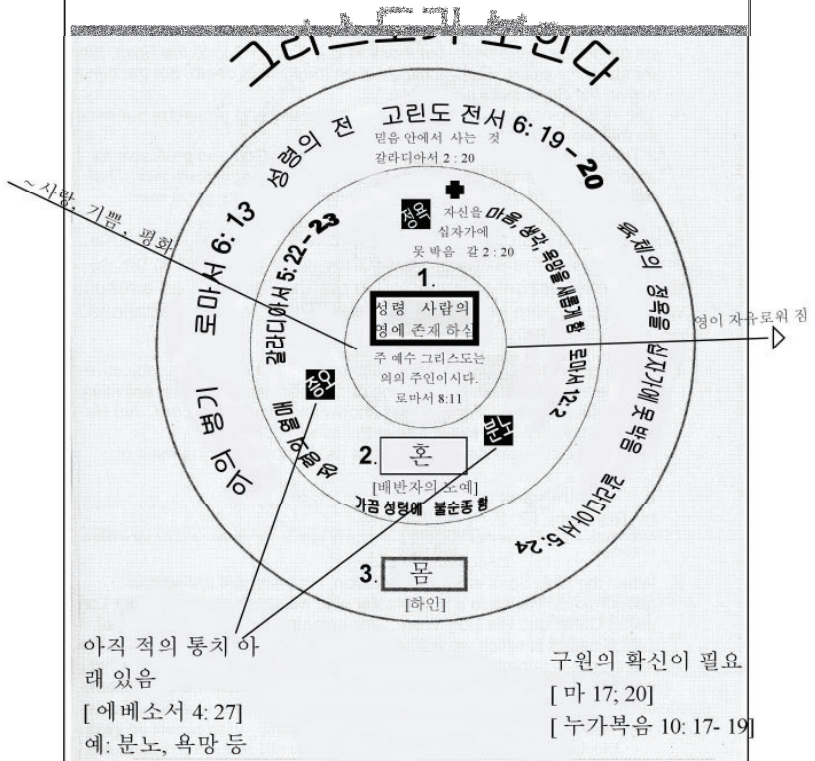 그리스도가 보인다
고린도 전서 6: 19 – 20
성령의 전
믿음 안에서 사는 것
갈라디아서 2 : 20
로마서 6: 13
의의 병기
육체의 정욕을 십자가에 못 박음 갈라디아서 5:24
~ 사랑, 기쁨, 평화
정욕
자신을
십자가에
못 박음 갈 2 : 20
마음, 생각, 욕망을 새롭게 함 로마서 12: 2
갈라디아서 5: 22 – 23
성령의 열매
1.
성령 사람의
영에 존재 하심
주 예수 그리스도는
의의 주인이시다.
로마서 8:11
영이 자유로워 짐
증오
분노
2. 혼
[배반자의 노예]
가끔 성령에 불순종 함
3. 몸
[하인]
아직 적의 통치 아
래 있음
[ 에베소서 4: 27]
예: 분노, 욕망 등
구원의 확신이 필요
[ 마 17; 20]
[ 누가복음 10: 17- 19]